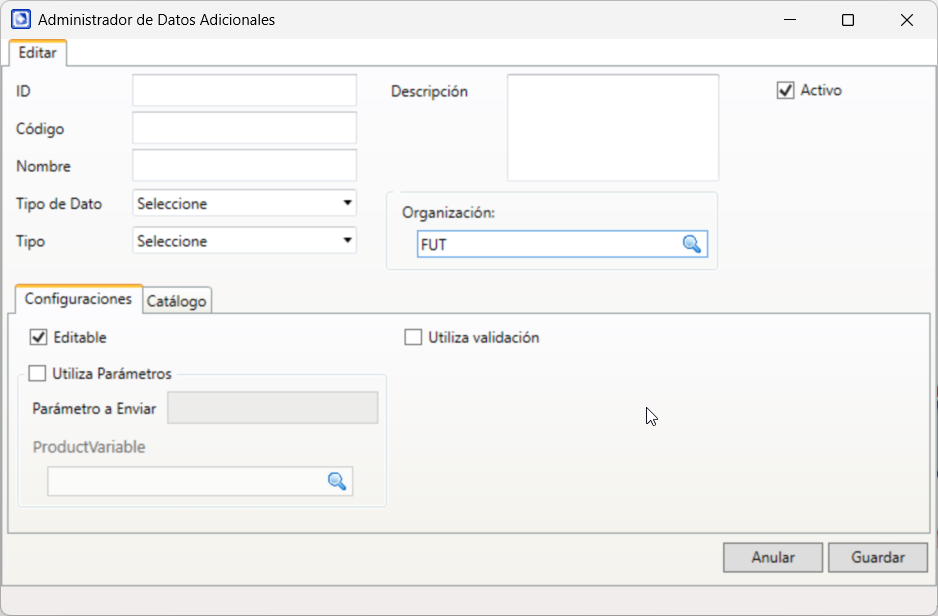 Administrador de Datos Adicionales
Editar
ID
Descripción
Activo
Código
Nombre
Tipo de Dato
Seleccione
Organización:
Tipo
Seleccione
FUT
Configuraciones
Catálogo
Editable
Utiliza validación
Utiliza Parámetros
Parámetro a Enviar
ProductVariable
Anular
Guardar